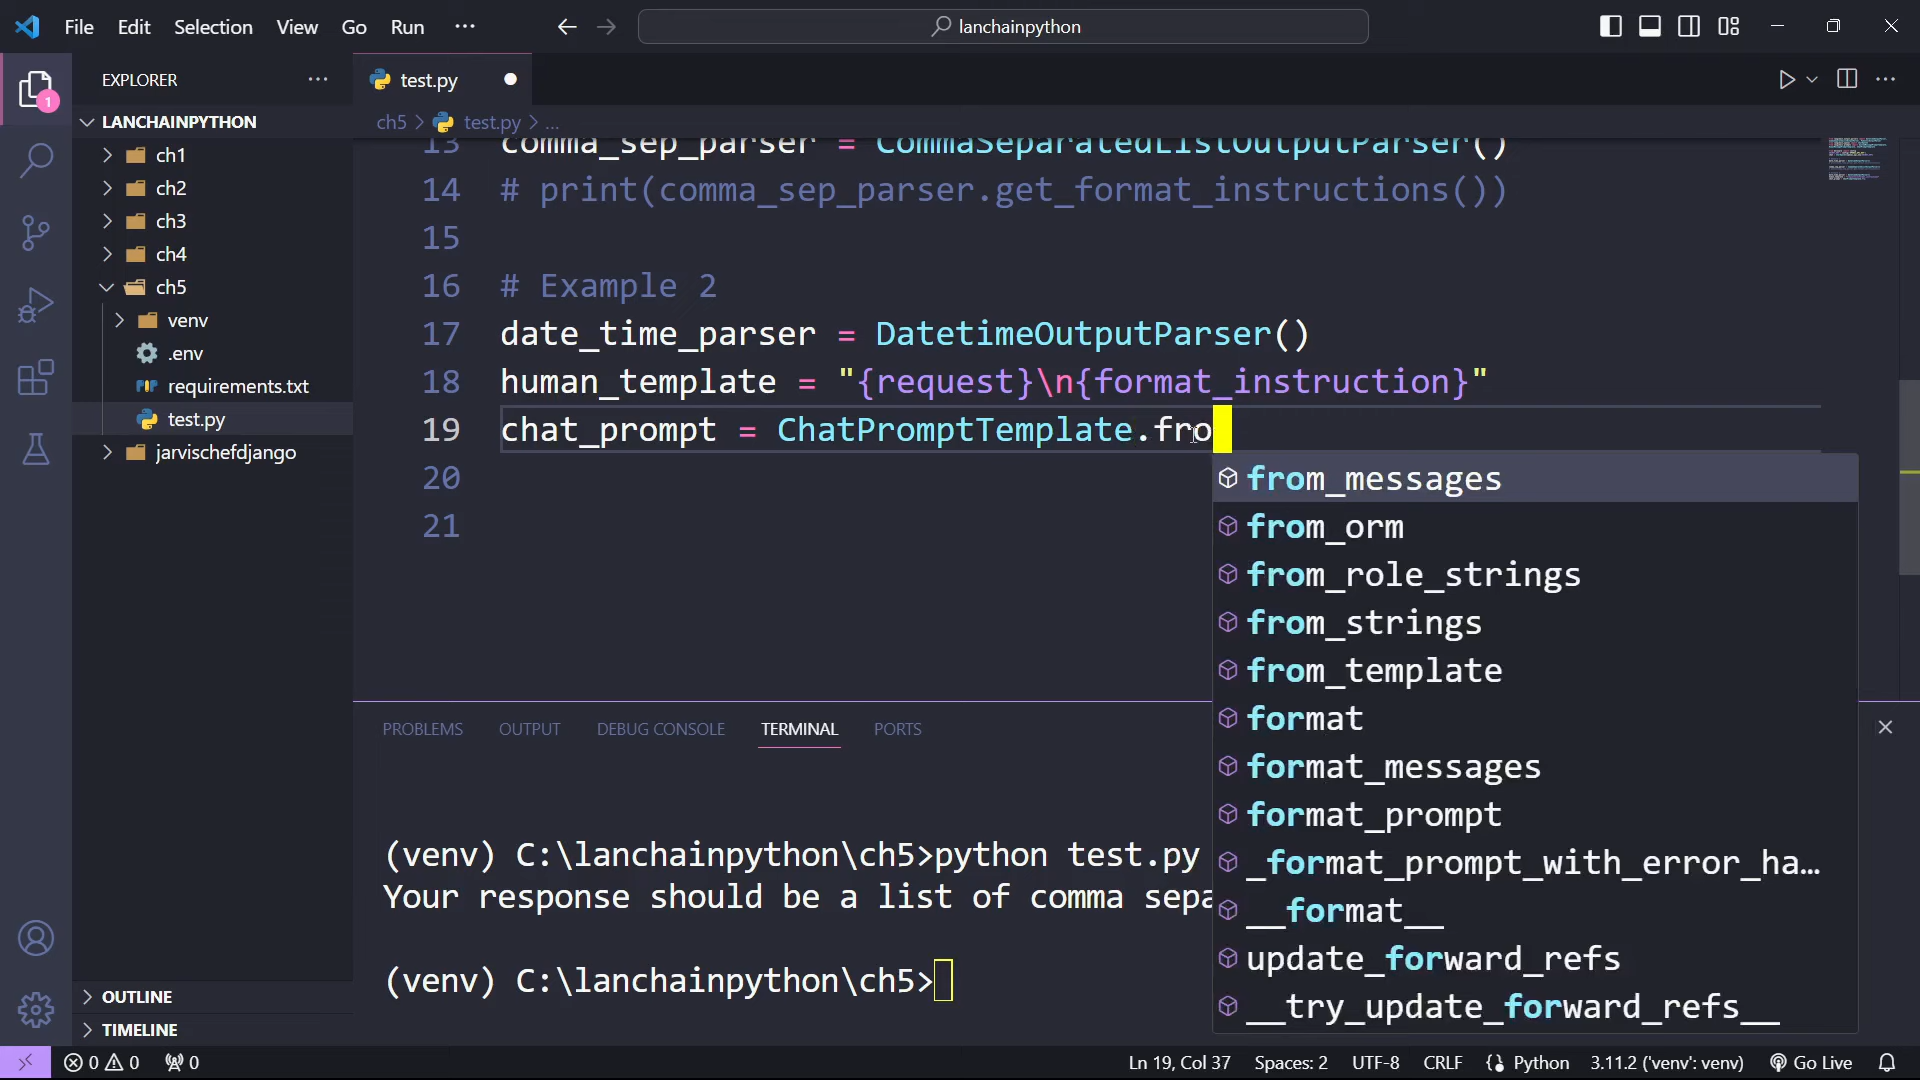 File Edit Selection View Go Run ...
lanchainpython
EXPLORER
LANCHAINPYTHON
ch1
ch2
ch3
ch4
ch5
venv
.env
requirements.txt
test.py
jarvischefdjango
OUTLINE
TIMELINE
test.py
ch5 > test.py > ...
13 comma_sep_parser = CommaSeparatedListOutputParser()
14 # print(comma_sep_parser.get_format_instructions())
15
16 # Example 2
17 date_time_parser = DatetimeOutputParser()
18 human_template = "{request}\n{format_instruction}"
19 chat_prompt = ChatPromptTemplate.fro
20
21
from_messages
from_orm
from_role_strings
from_strings
from_template
format
format_messages
format_prompt
_format_prompt_with_error_ha...
__format__
update_forward_refs
__try_update_forward_refs__
PROBLEMS OUTPUT DEBUG CONSOLE TERMINAL PORTS
(venv) C:\lanchainpython\ch5>python test.py
Your response should be a list of comma sepa
(venv) C:\lanchainpython\ch5>
0 0 0 Ln 19, Col 37 Spaces: 2 UTF-8 CRLF Python 3.11.2 ('venv': venv) Go Live
1